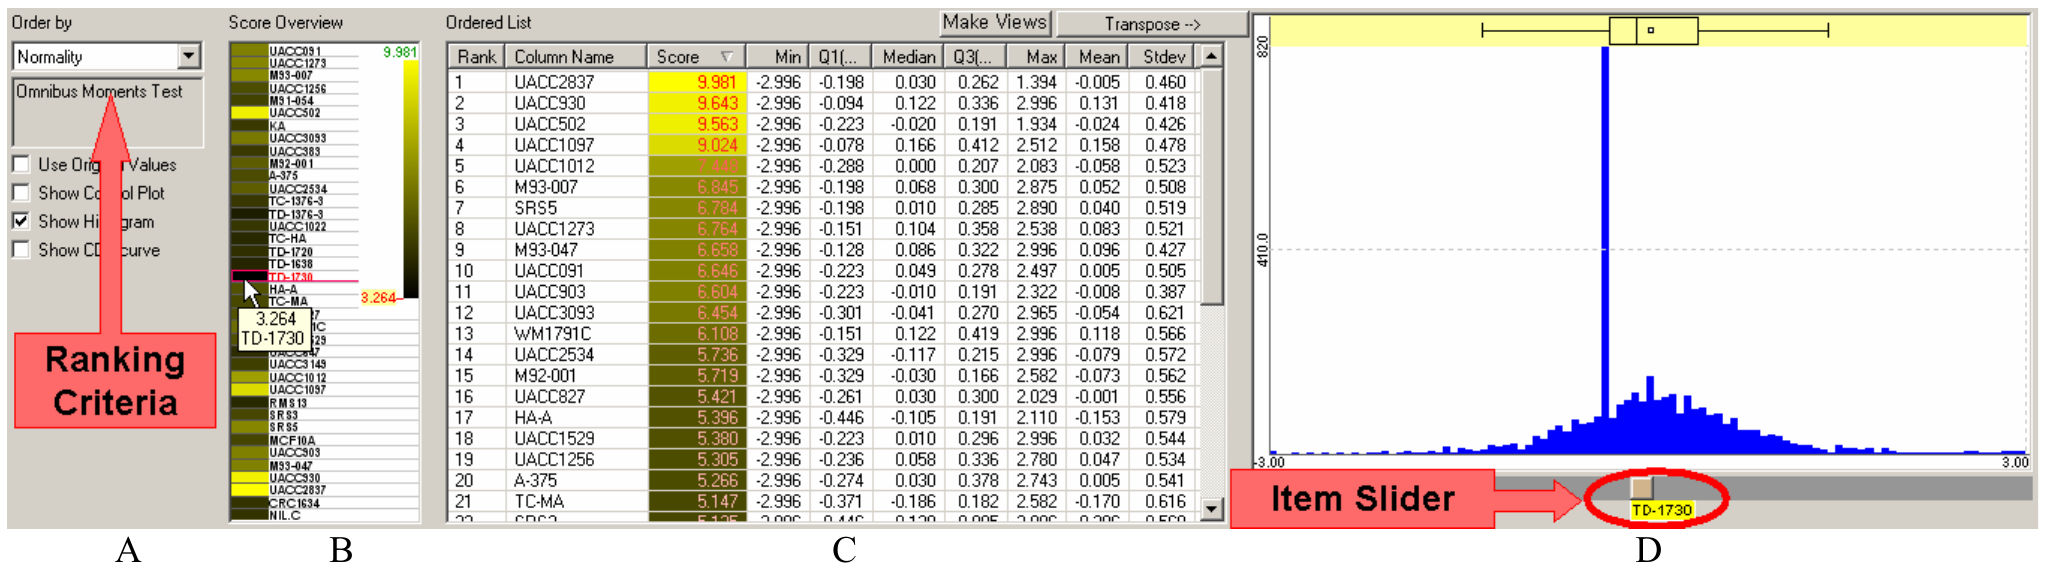 Order by
Normality
Omnibus Moments Test
Use Orig Values
Show Co ol Plot
Show Hi gram
Show CD curve
Ranking
Criteria
A
Score Overview
9.981
UACC091
UACC1273
M93-007
UACC1256
M91-054
UACC502
KA
UACC3093
UACC383
M92-001
A-375
UACC2534
TC-1376-3
TD-1376-3
UACC1022
TC-HA
TD-1720
TD-1638
TD-1730
HA-A
TC-MA
3.264
3.264
TD-1730
UACC3149
UACC1012
UACC1097
RMS13
SRS3
SRS5
MCF10A
UACC903
M93-047
UACC930
UACC2837
CRC1634
NIL.C
B
Ordered List
Make Views
Transpose -->
Rank Column Name Score Min Q1(... Median Q3(... Max Mean Stdev
1 UACC2837 9.981 -2.996 -0.198 0.030 0.262 1.394 -0.005 0.460
2 UACC930 9.643 -2.996 -0.094 0.122 0.336 2.996 0.131 0.418
3 UACC502 9.563 -2.996 -0.223 -0.020 0.191 1.934 -0.024 0.426
4 UACC1097 9.024 -2.996 -0.078 0.166 0.412 2.512 0.158 0.478
5 UACC1012 -2.996 -0.288 0.000 0.207 2.083 -0.058 0.523
6 M93-007 6.845 -2.996 -0.198 0.068 0.300 2.875 0.052 0.508
7 SRS5 6.784 -2.996 -0.198 0.010 0.285 2.890 0.040 0.519
8 UACC1273 6.764 -2.996 -0.151 0.104 0.358 2.538 0.083 0.521
9 M93-047 6.658 -2.996 -0.128 0.086 0.322 2.996 0.096 0.427
10 UACC091 6.646 -2.996 -0.223 0.049 0.278 2.497 0.005 0.505
11 UACC903 6.604 -2.996 -0.223 -0.010 0.191 2.322 -0.008 0.387
12 UACC3093 6.454 -2.996 -0.301 -0.041 0.270 2.965 -0.054 0.621
13 WM1791C 6.108 -2.996 -0.151 0.122 0.419 2.996 0.118 0.566
14 UACC2534 5.736 -2.996 -0.329 -0.117 0.215 2.996 -0.079 0.572
15 M92-001 5.719 -2.996 -0.329 -0.030 0.166 2.582 -0.073 0.562
16 UACC827 5.421 -2.996 -0.261 0.030 0.300 2.029 -0.001 0.556
17 HA-A 5.396 -2.996 -0.446 -0.105 0.191 2.110 -0.153 0.579
18 UACC1529 5.380 -2.996 -0.223 0.010 0.296 2.996 0.032 0.544
19 UACC1256 5.305 -2.996 -0.236 0.058 0.336 2.780 0.047 0.534
20 A-375 5.266 -2.996 -0.274 0.030 0.378 2.743 0.005 0.541
21 TC-MA 5.147 -2.996 -0.371 -0.186 0.182 2.582 -0.170 0.616
C
820
410.0
-3.00
3.00
Item Slider
TD-1730
D